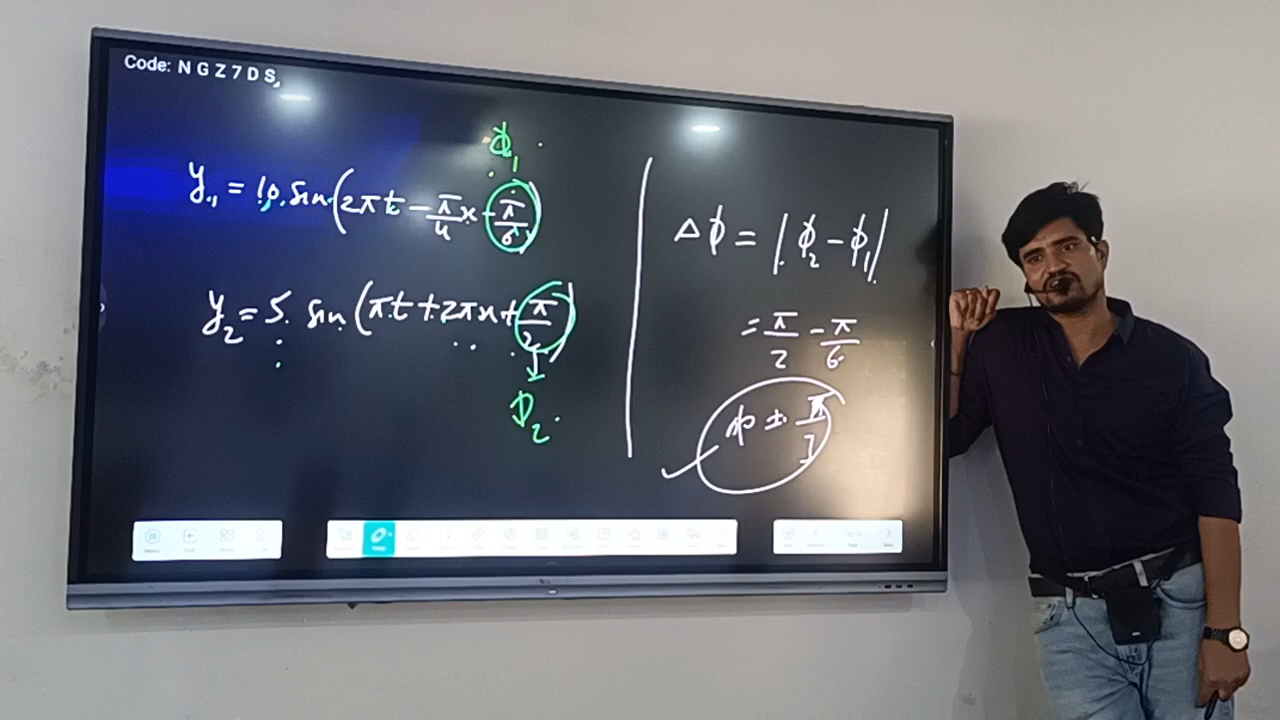 Code: N G Z 7 D S,
ϕ₁
y₁ = 10 sin (2πt − π/4 x − π/6)
y₂ = 5 sin (πt + 2πx + π/2)
ϕ₂
Δϕ = |ϕ₂ − ϕ₁|
= π/2 − π/6